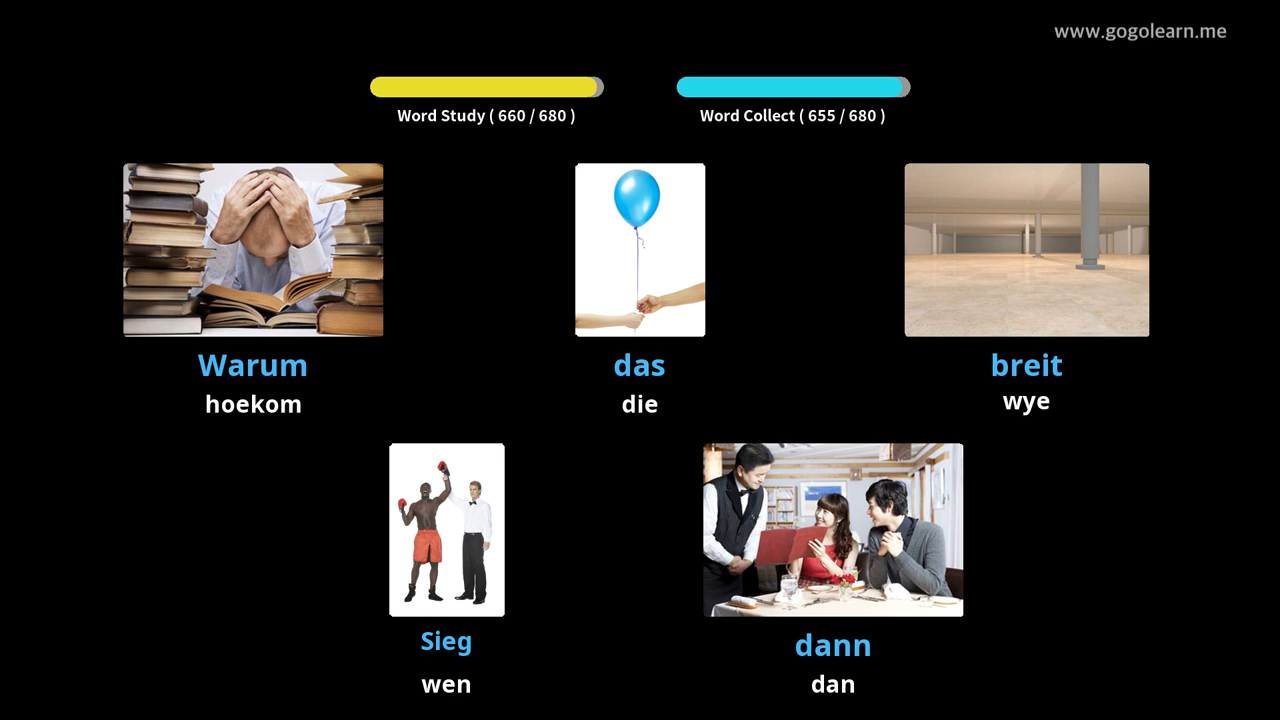 www.gogolearn.me
Word Study ( 660 / 680 )
Word Collect ( 655 / 680 )
Warum
hoekom
das
die
breit
wye
Sieg
wen
dann
dan